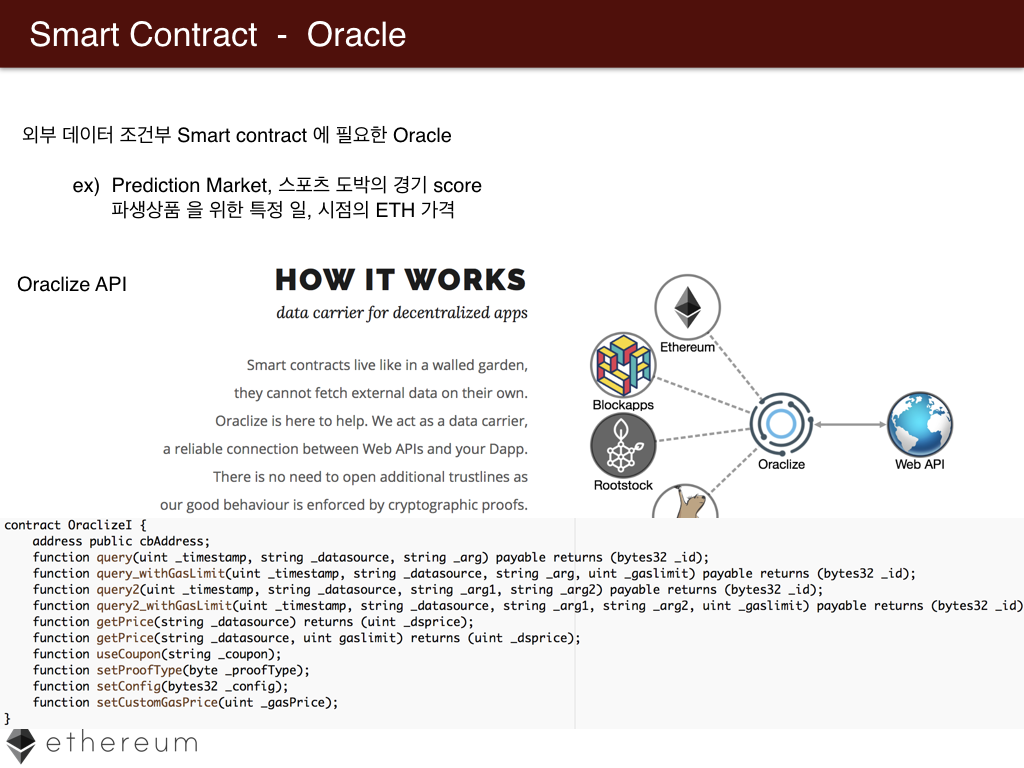 Smart Contract - Oracle
외부 데이터 조건부 Smart contract 에 필요한 Oracle
ex) Prediction Market, 스포츠 도박의 경기 score
파생상품 을 위한 특정 일, 시점의 ETH 가격
Oraclize API
HOW IT WORKS
data carrier for decentralized apps
Smart contracts live like in a walled garden,
they cannot fetch external data on their own.
Oraclize is here to help. We act as a data carrier,
a reliable connection between Web APIs and your Dapp.
There is no need to open additional trustlines as
our good behaviour is enforced by cryptographic proofs.
Ethereum
Blockapps
Rootstock
Oraclize
Web API
contract OraclizeI {
address public cbAddress;
function query(uint _timestamp, string _datasource, string _arg) payable returns (bytes32 _id);
function query_withGasLimit(uint _timestamp, string _datasource, string _arg, uint _gaslimit) payable returns (bytes32 _id);
function query2(uint _timestamp, string _datasource, string _arg1, string _arg2) payable returns (bytes32 _id);
function query2_withGasLimit(uint _timestamp, string _datasource, string _arg1, string _arg2, uint _gaslimit) payable returns (bytes32 _id)
function getPrice(string _datasource) returns (uint _dsprice);
function getPrice(string _datasource, uint gaslimit) returns (uint _dsprice);
function useCoupon(string _coupon);
function setProofType(byte _proofType);
function setConfig(bytes32 _config);
function setCustomGasPrice(uint _gasPrice);
}
ethereum